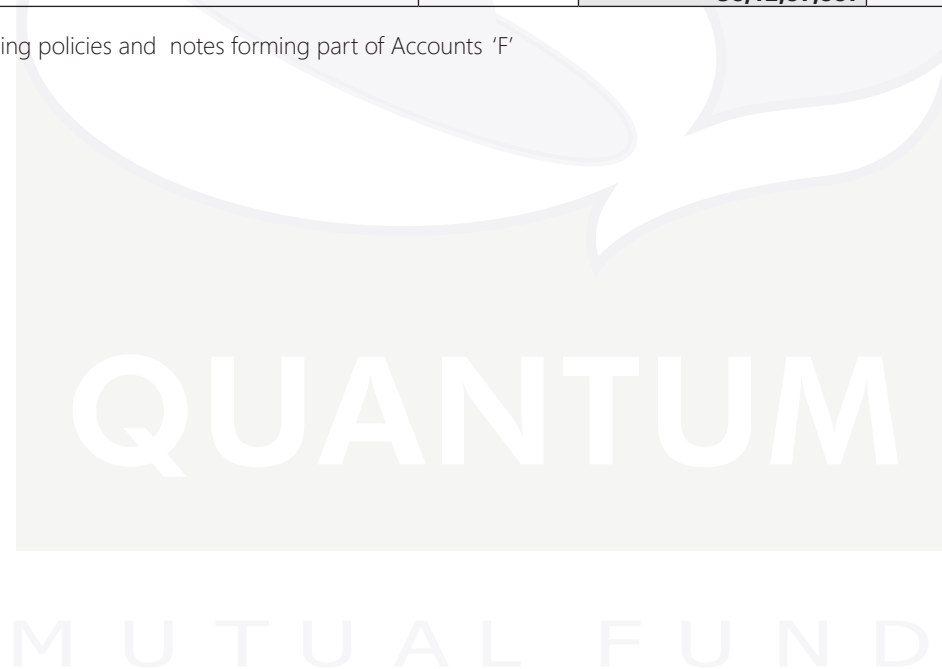 ing policies and notes forming part of Accounts ‘F’
QUANTUM
MUTUAL FUND